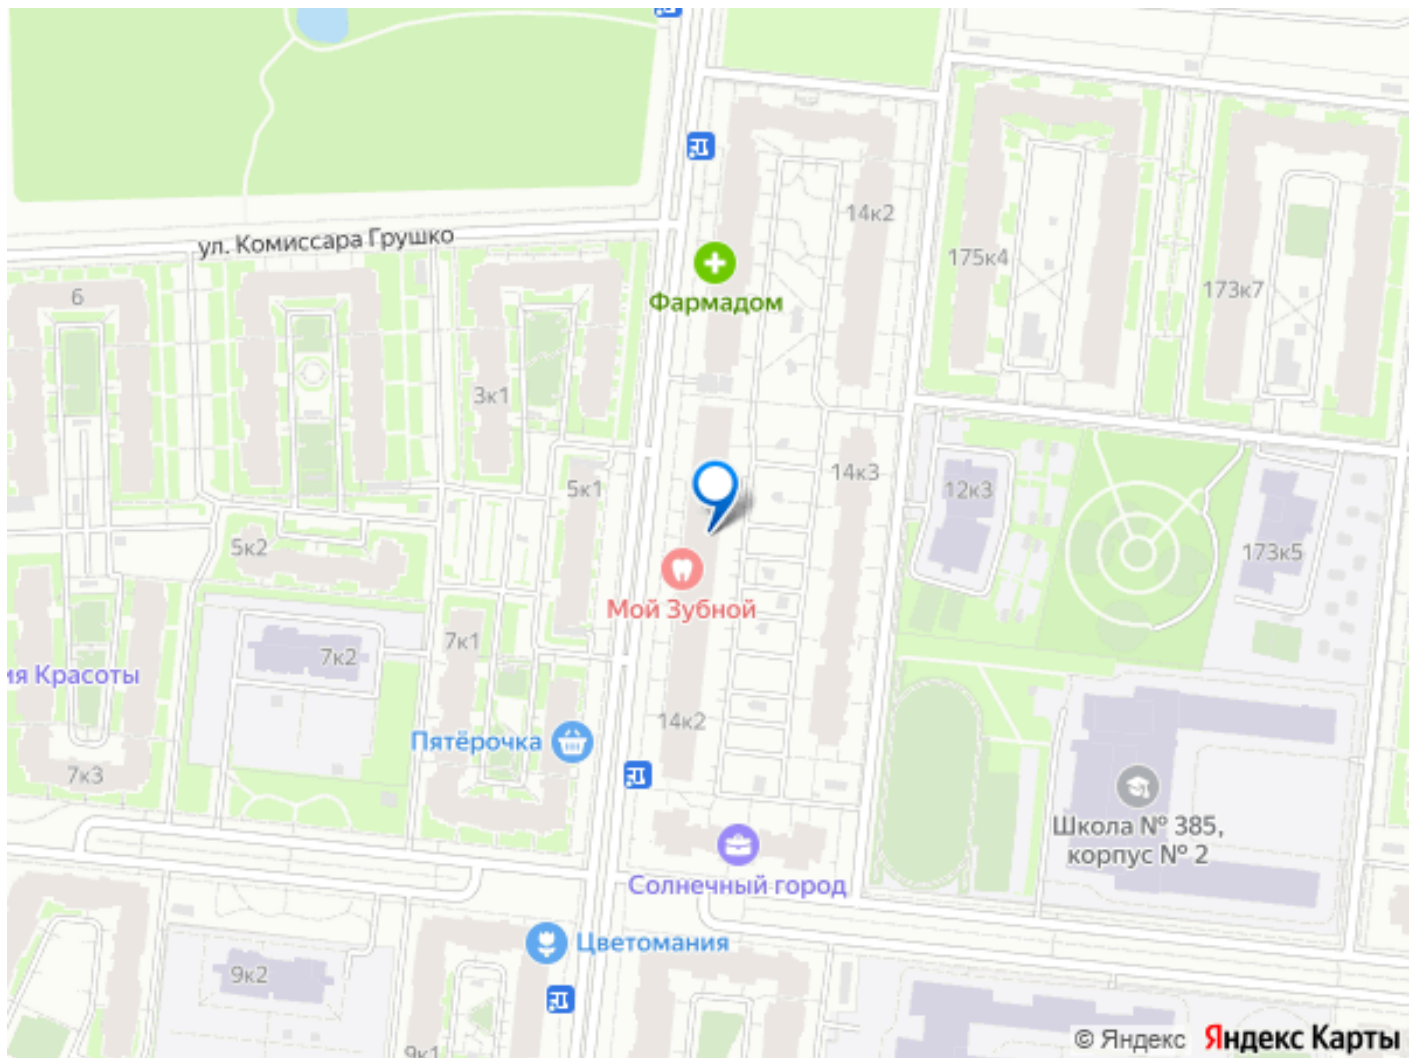 ул. Комиссара Грушко
14к2
175к4
6
173к7
Фармадом
3к1
14к3
5к1
12к3
5к2
173к5
Мой Зубной
7к1
7к2
ия Красоты
14к2
Пятёрочка
7к3
Школа № 385,
корпус № 2
Солнечный город
Цветомания
9к2
9к1
© Яндекс Яндекс Карты